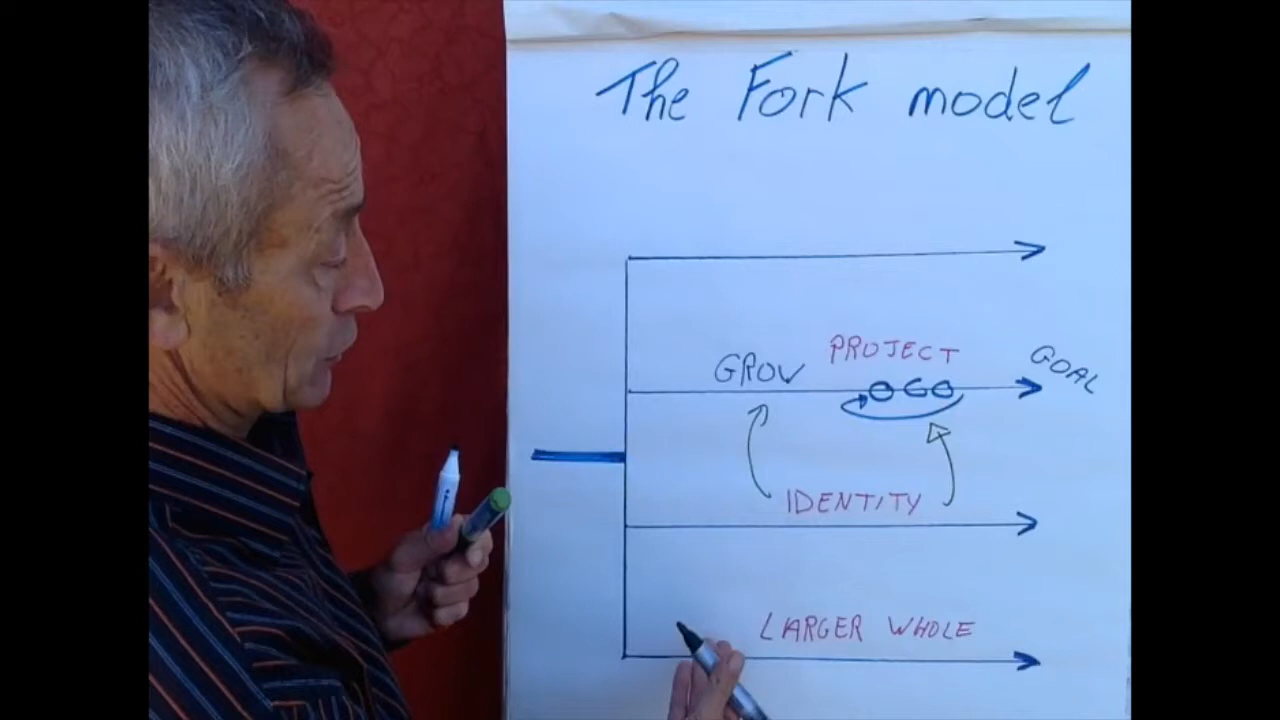 The Fork model
PROJECT
GROW
GOAL
IDENTITY
LARGER WHOLE